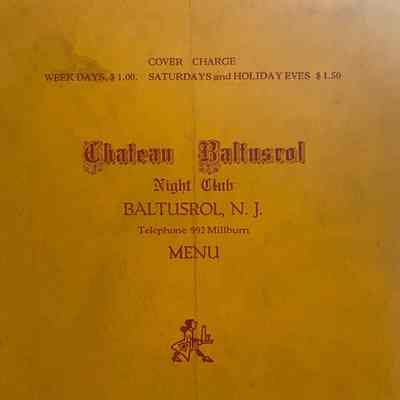 COVER CHARGE
WEEK DAYS, $1.00. SATURDAYS and HOLIDAY EVES $1.50
Chateau Baltusrol
Night Club
BALTUSROL, N. J.
Telephone 992 Millburn
MENU